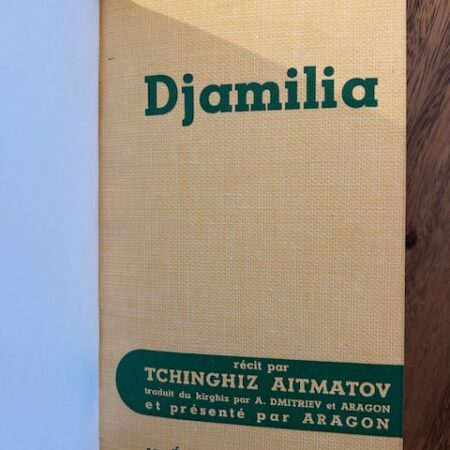 Djamilia
récit par
TCHINGHIZ AITMATOV
traduit du kirghiz par A. DMITRIEV et ARAGON
et présenté par ARAGON